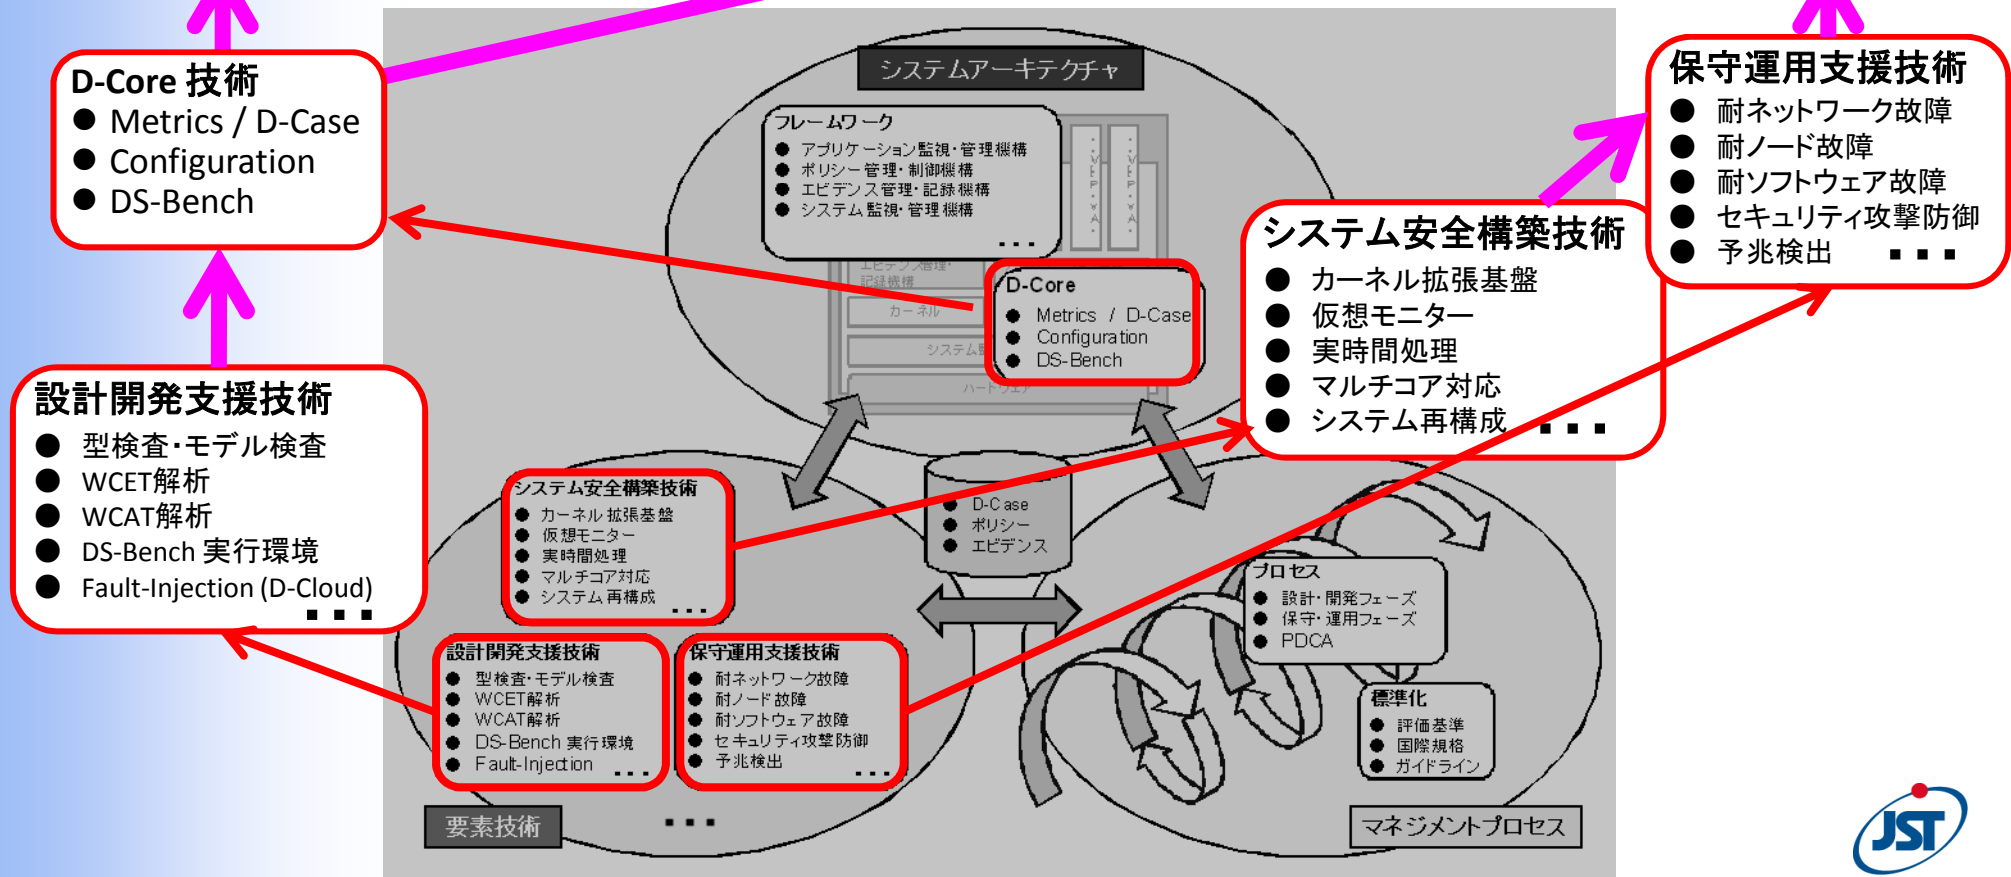 D-Core 技術
● Metrics / D-Case
● Configuration
● DS-Bench
設計開発支援技術
● 型検査・モデル検査
● WCET解析
● WCAT解析
● DS-Bench 実行環境
● Fault-Injection (D-Cloud)
・・・
システムアーキテクチャ
フレームワーク
● アプリケーション監視・管理機構
● ポリシー管理・制御機構
● エビデンス管理・記録機構
● システム監視・管理機構
・・・
エビデンス管理・
記録機構
カーネル
ハードウェア
D-Core
● Metrics / D-Case
● Configuration
● DS-Bench
システム安全構築技術
● カーネル拡張基盤
● 仮想モニター
● 実時間処理
● マルチコア対応
● システム再構成
・・・
D-Case
● ポリシー
● エビデンス
設計開発支援技術
● 型検査・モデル検査
● WCET解析
● WCAT解析
● DS-Bench 実行環境
● Fault-Injection
・・・
保守運用支援技術
● 耐ネットワーク故障
● 耐ノード故障
● 耐ソフトウェア故障
● セキュリティ攻撃防御
● 予兆検出
・・・
要素技術
・・・
プロセス
● 設計・開発フェーズ
● 保守・運用フェーズ
● PDCA
標準化
● 評価基準
● 国際規格
● ガイドライン
マネジメントプロセス
システム安全構築技術
● カーネル拡張基盤
● 仮想モニター
● 実時間処理
● マルチコア対応
● システム再構成 ・・・
保守運用支援技術
● 耐ネットワーク故障
● 耐ノード故障
● 耐ソフトウェア故障
● セキュリティ攻撃防御
● 予兆検出 ・・・
JST